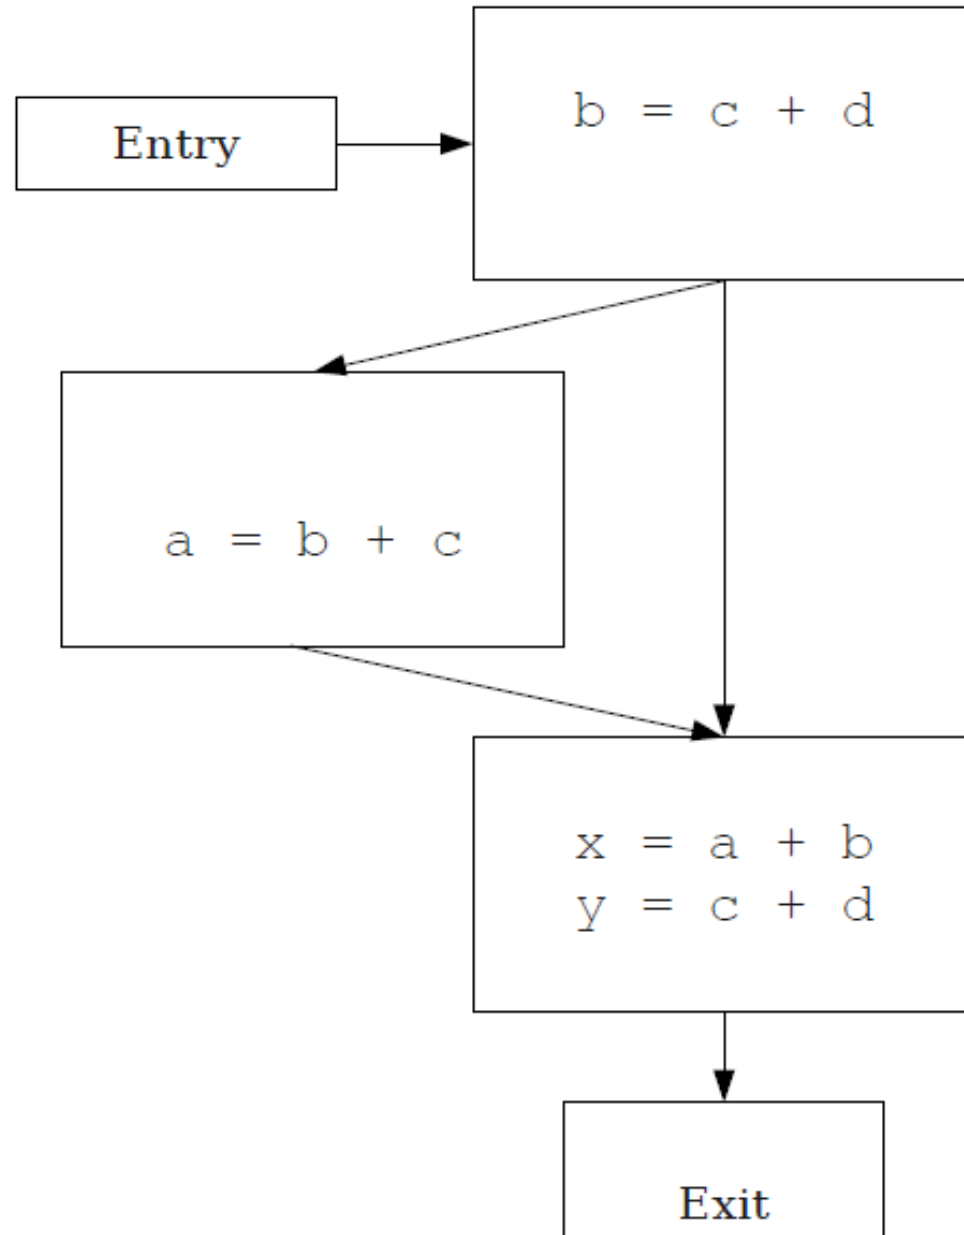 Entry
b = c + d
a = b + c
x = a + b
y = c + d
Exit